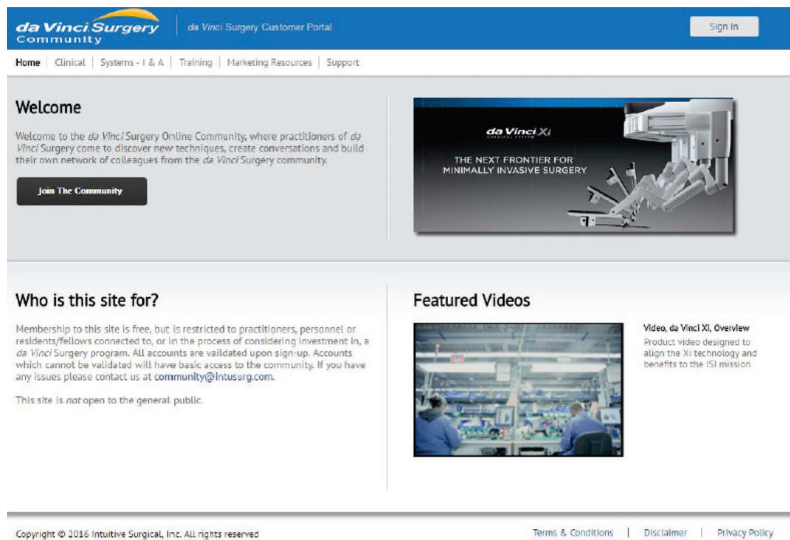 da Vinci Surgery
Community
da Vinci Surgery Customer Portal
Sign In
Home | Clinical | Systems - I & A | Training | Marketing Resources | Support
Welcome
Welcome to the da Vinci Surgery Online Community, where practitioners of da
Vinci Surgery come to discover new techniques, create conversations and build
their own network of colleagues from the da Vinci Surgery community.
Join The Community
da Vinci Xi
SURGICAL SYSTEM
THE NEXT FRONTIER FOR
MINIMALLY INVASIVE SURGERY
Who is this site for?
Membership to this site is free, but is restricted to practitioners, personnel or
residents/fellows connected to, or in the process of considering investment in, a
da Vinci Surgery program. All accounts are vaildated upon sign-up. Accounts
which cannot be validated will have basic access to the community. If you have
any issues please contact us at community@intusurg.com.
This site is not open to the general public.
Featured Videos
Video, da Vinci Xi, Overview
Product video designed to
align the Xi technology and
benefits to the ISI mission
Copyright © 2016 Intuitive Surgical, Inc. All rights reserved
Terms & Conditions | Disclaimer | Privacy Policy